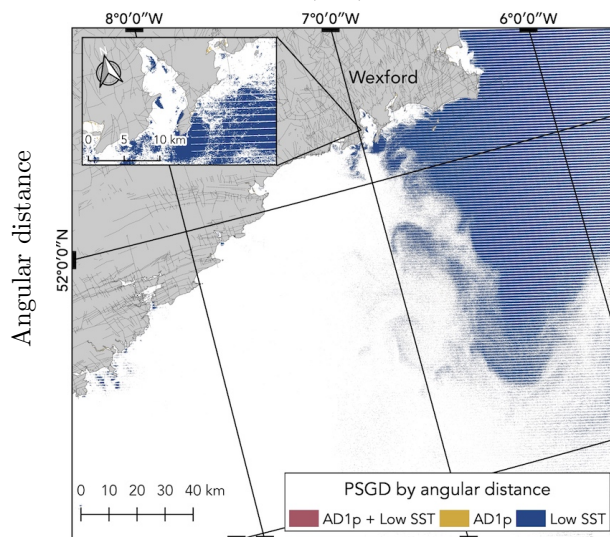 8°0'0"W 7°0'0"W 6°0'0"W
N
Wexford
0 5 10 km
Angular distance
52°0'0"N
0 10 20 30 40 km
PSGD by angular distance
AD1p + Low SST AD1p Low SST